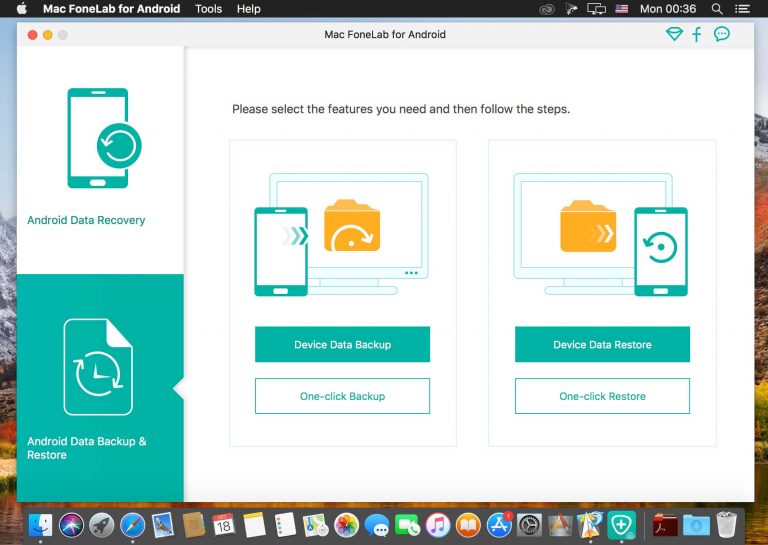 Mac FoneLab for Android Tools Help Mon 00:36
Mac FoneLab for Android
Please select the features you need and then follow the steps.
Android Data Recovery
Android Data Backup &
Restore
Device Data Backup
One-click Backup
Device Data Restore
One-click Restore
DEC
18
1